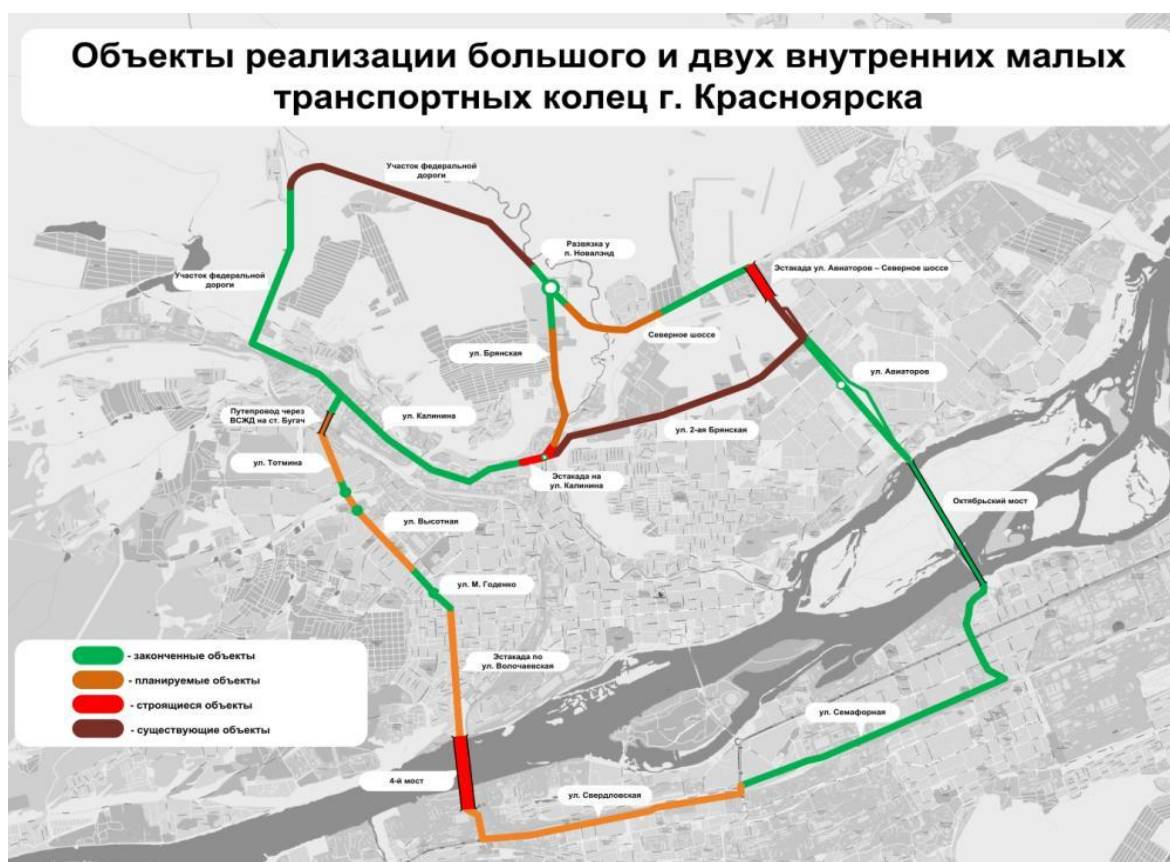 Объекты реализации большого и двух внутренних малых
транспортных колец г. Красноярска
Участок федеральной
дороги
Развязка у
п. Новалэнд
Эстакада ул. Авиаторов – Северное шоссе
Участок федеральной
дороги
Северное шоссе
ул. Брянская
ул. Авиаторов
Путепровод через
ВСЖД на ст. Бугач
ул. Калинина
ул. 2-ая Брянская
ул. Тотмина
Эстакада на
ул. Калинина
Октябрьский мост
ул. Высотная
ул. М. Годенко
Эстакада по
ул. Волочаевская
- законченные объекты
- планируемые объекты
- строящиеся объекты
- существующие объекты
ул. Семафорная
4-й мост
ул. Свердловская